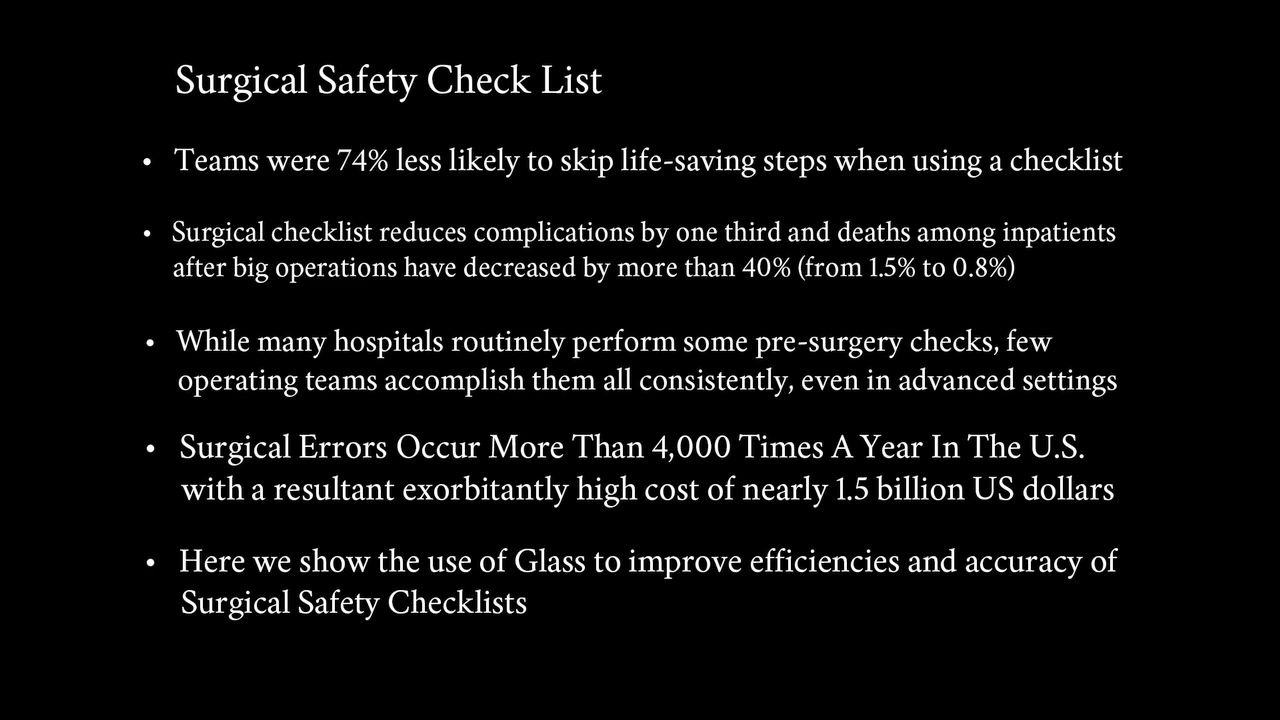 Surgical Safety Check List
• Teams were 74% less likely to skip life-saving steps when using a checklist
• Surgical checklist reduces complications by one third and deaths among inpatients
after big operations have decreased by more than 40% (from 1.5% to 0.8%)
• While many hospitals routinely perform some pre-surgery checks, few
operating teams accomplish them all consistently, even in advanced settings
• Surgical Errors Occur More Than 4,000 Times A Year In The U.S.
with a resultant exorbitantly high cost of nearly 1.5 billion US dollars
• Here we show the use of Glass to improve efficiencies and accuracy of
Surgical Safety Checklists